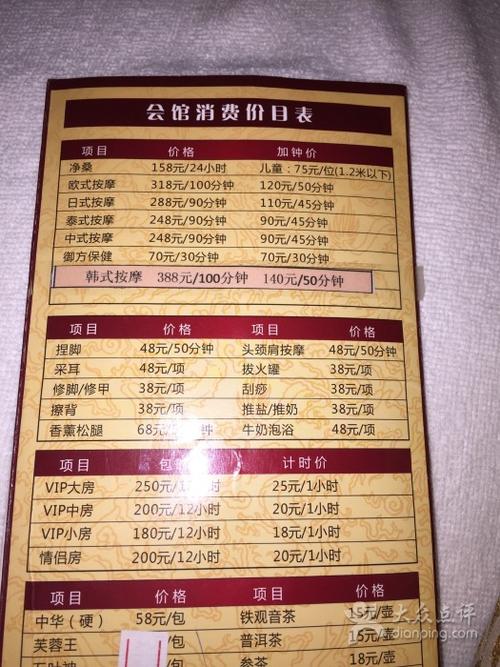 会馆消费价目表
项目 价格 加钟价
净桑 158元/24小时 儿童：75元/位(1.2米以下)
欧式按摩 318元/100分钟 120元/50分钟
日式按摩 288元/90分钟 110元/45分钟
泰式按摩 248元/90分钟 90元/45分钟
中式按摩 248元/90分钟 90元/45分钟
御方保健 70元/30分钟 70元/30分钟
韩式按摩 388元/100分钟 140元/50分钟
项目 价格 项目 价格
捏脚 48元/50分钟 头颈肩按摩 48元/50分钟
采耳 48元/项 拔火罐 38元/项
修脚/修甲 38元/项 刮痧 38元/项
擦背 38元/项 推盐/推奶 38元/项
香薰松腿 68元/ 钟 牛奶泡浴 48元/项
项目 包 计时价
VIP大房 250元/ 小时 25元/1小时
VIP中房 200元/12小时 20元/1小时
VIP小房 180元/12小时 18元/1小时
情侣房 200元/12小时 20元/1小时
项目 价格 项目 价格
中华（硬） 58元/包 铁观音茶 15元/壶
芙蓉王 /包 普洱茶 15元/壶
参茶 18元/壶
大众点评
dianping.com